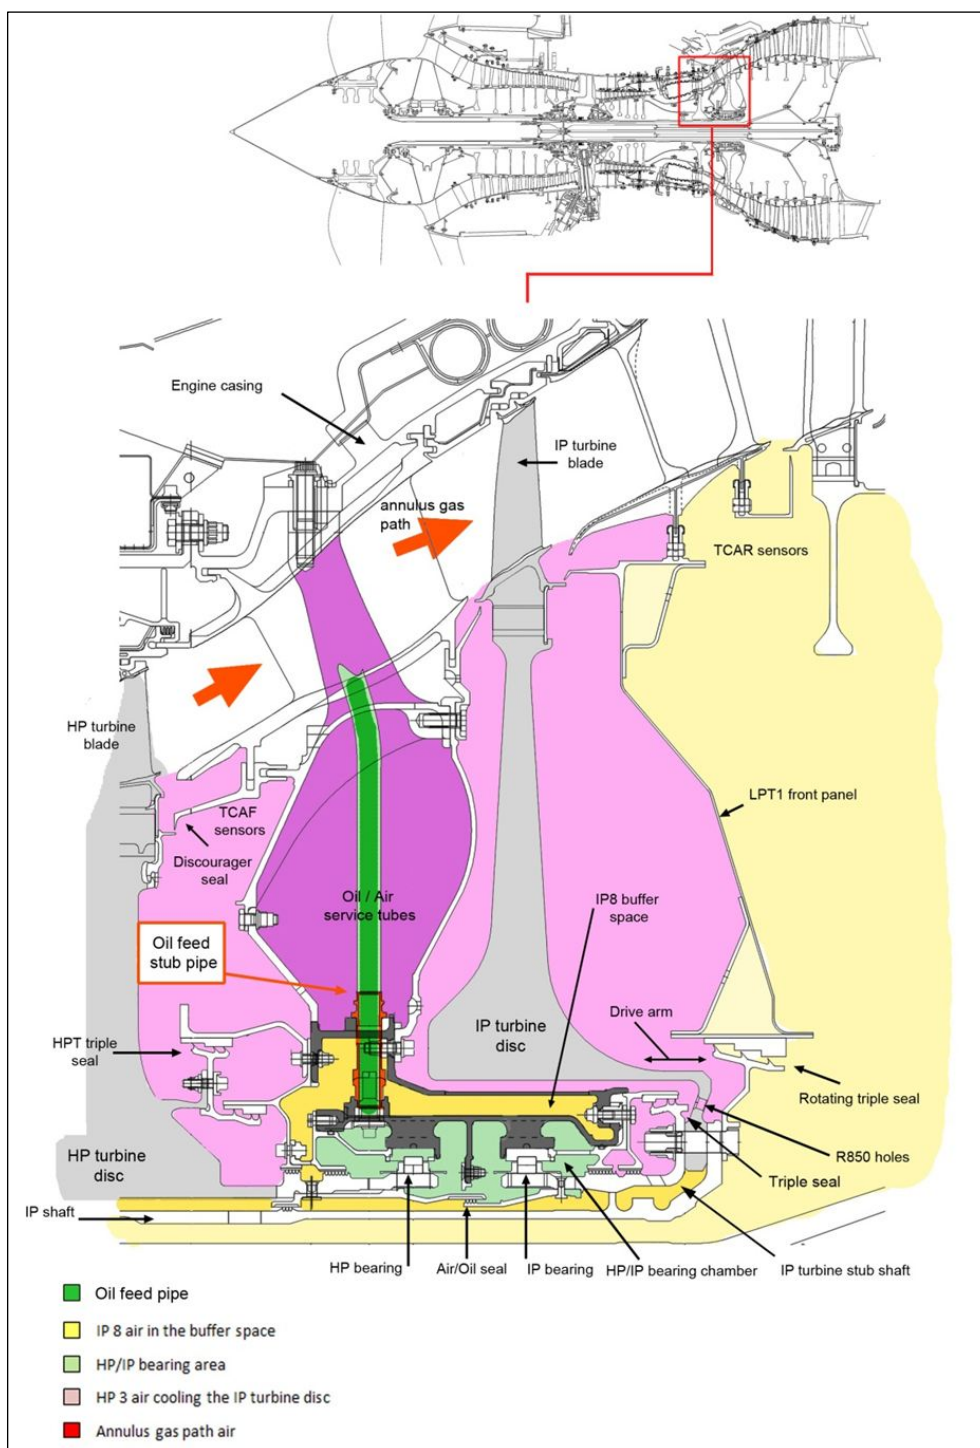 Engine casing
IP turbine
blade
annulus gas
path
TCAR sensors
HP turbine
blade
TCAF
sensors
Discourager
seal
LPT1 front panel
Oil / Air
service tubes
IP8 buffer
space
Oil feed
stub pipe
Drive arm
IP turbine
disc
HPT triple
seal
Rotating triple seal
HP turbine
disc
R850 holes
Triple seal
IP shaft
HP bearing
Air/Oil seal
IP bearing
HP/IP bearing chamber
IP turbine stub shaft
Oil feed pipe
IP 8 air in the buffer space
HP/IP bearing area
HP 3 air cooling the IP turbine disc
Annulus gas path air